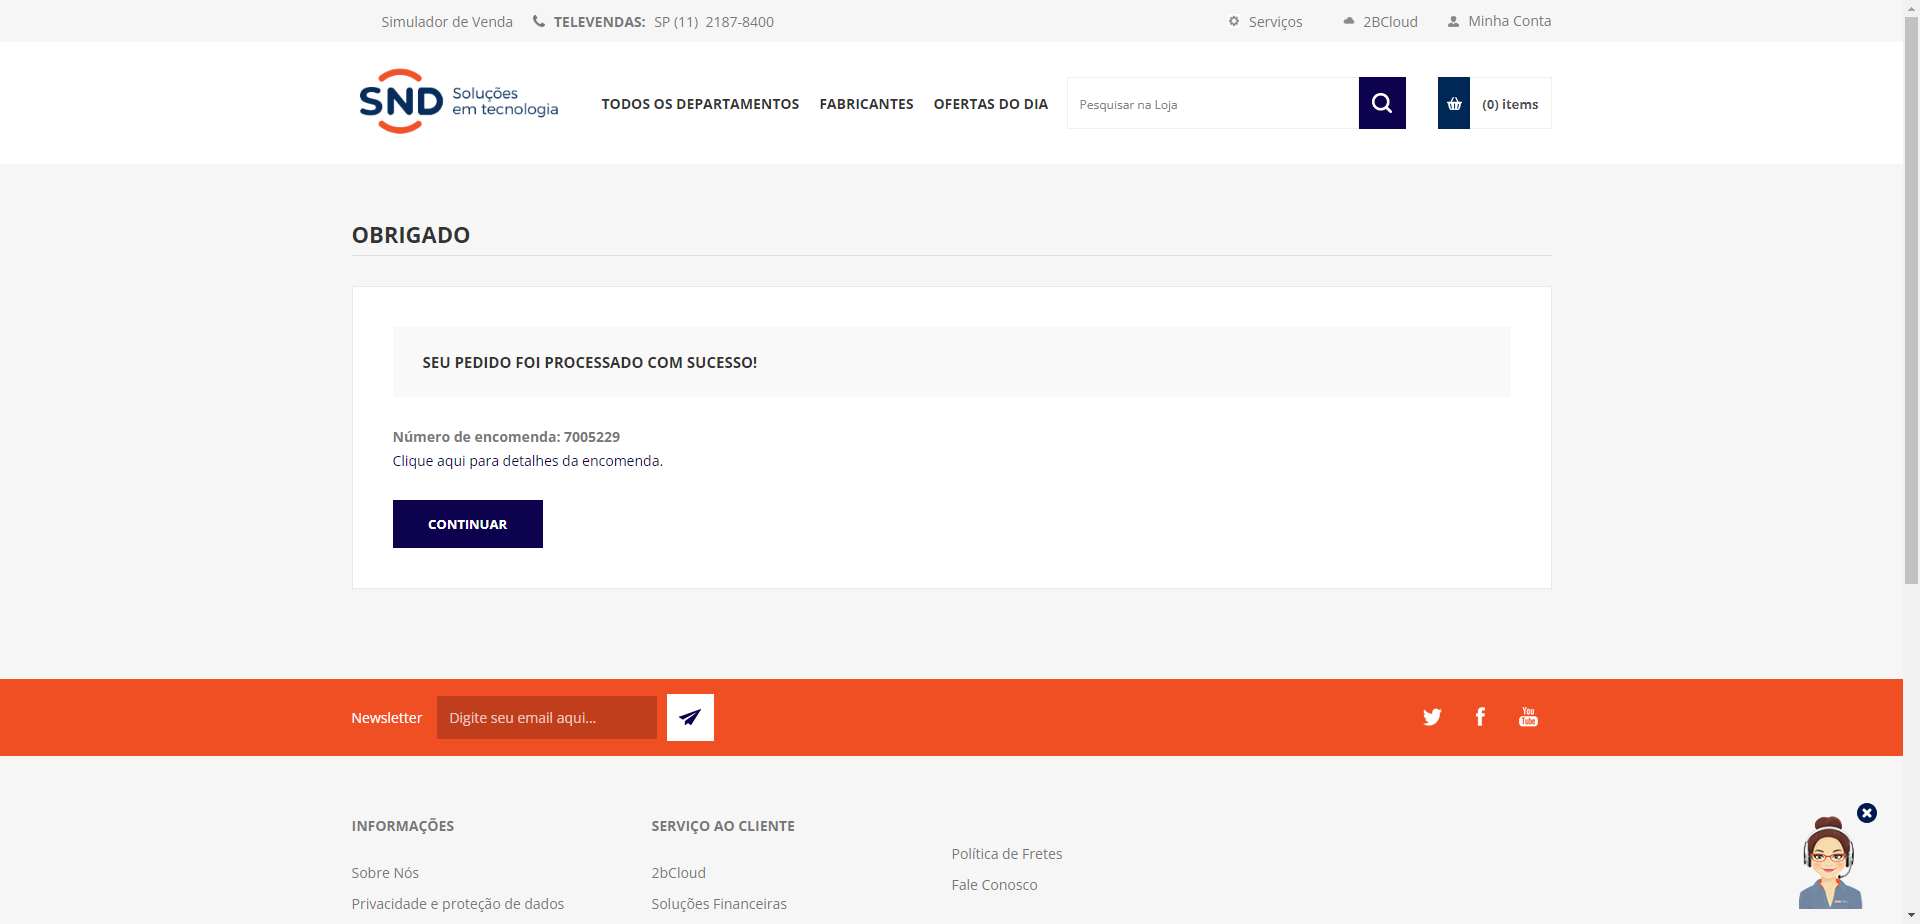 Simulador de Venda TELEVENDAS: SP (11) 2187-8400 Serviços 2BCloud Minha Conta
SND Soluções
em tecnologia
TODOS OS DEPARTAMENTOS FABRICANTES OFERTAS DO DIA Pesquisar na Loja (0) items
OBRIGADO
SEU PEDIDO FOI PROCESSADO COM SUCESSO!
Número de encomenda: 7005229
Clique aqui para detalhes da encomenda.
CONTINUAR
Newsletter Digite seu email aqui... You Tube
INFORMAÇÕES SERVIÇO AO CLIENTE
Política de Fretes
Sobre Nós 2bCloud
Fale Conosco
Privacidade e proteção de dados Soluções Financeiras